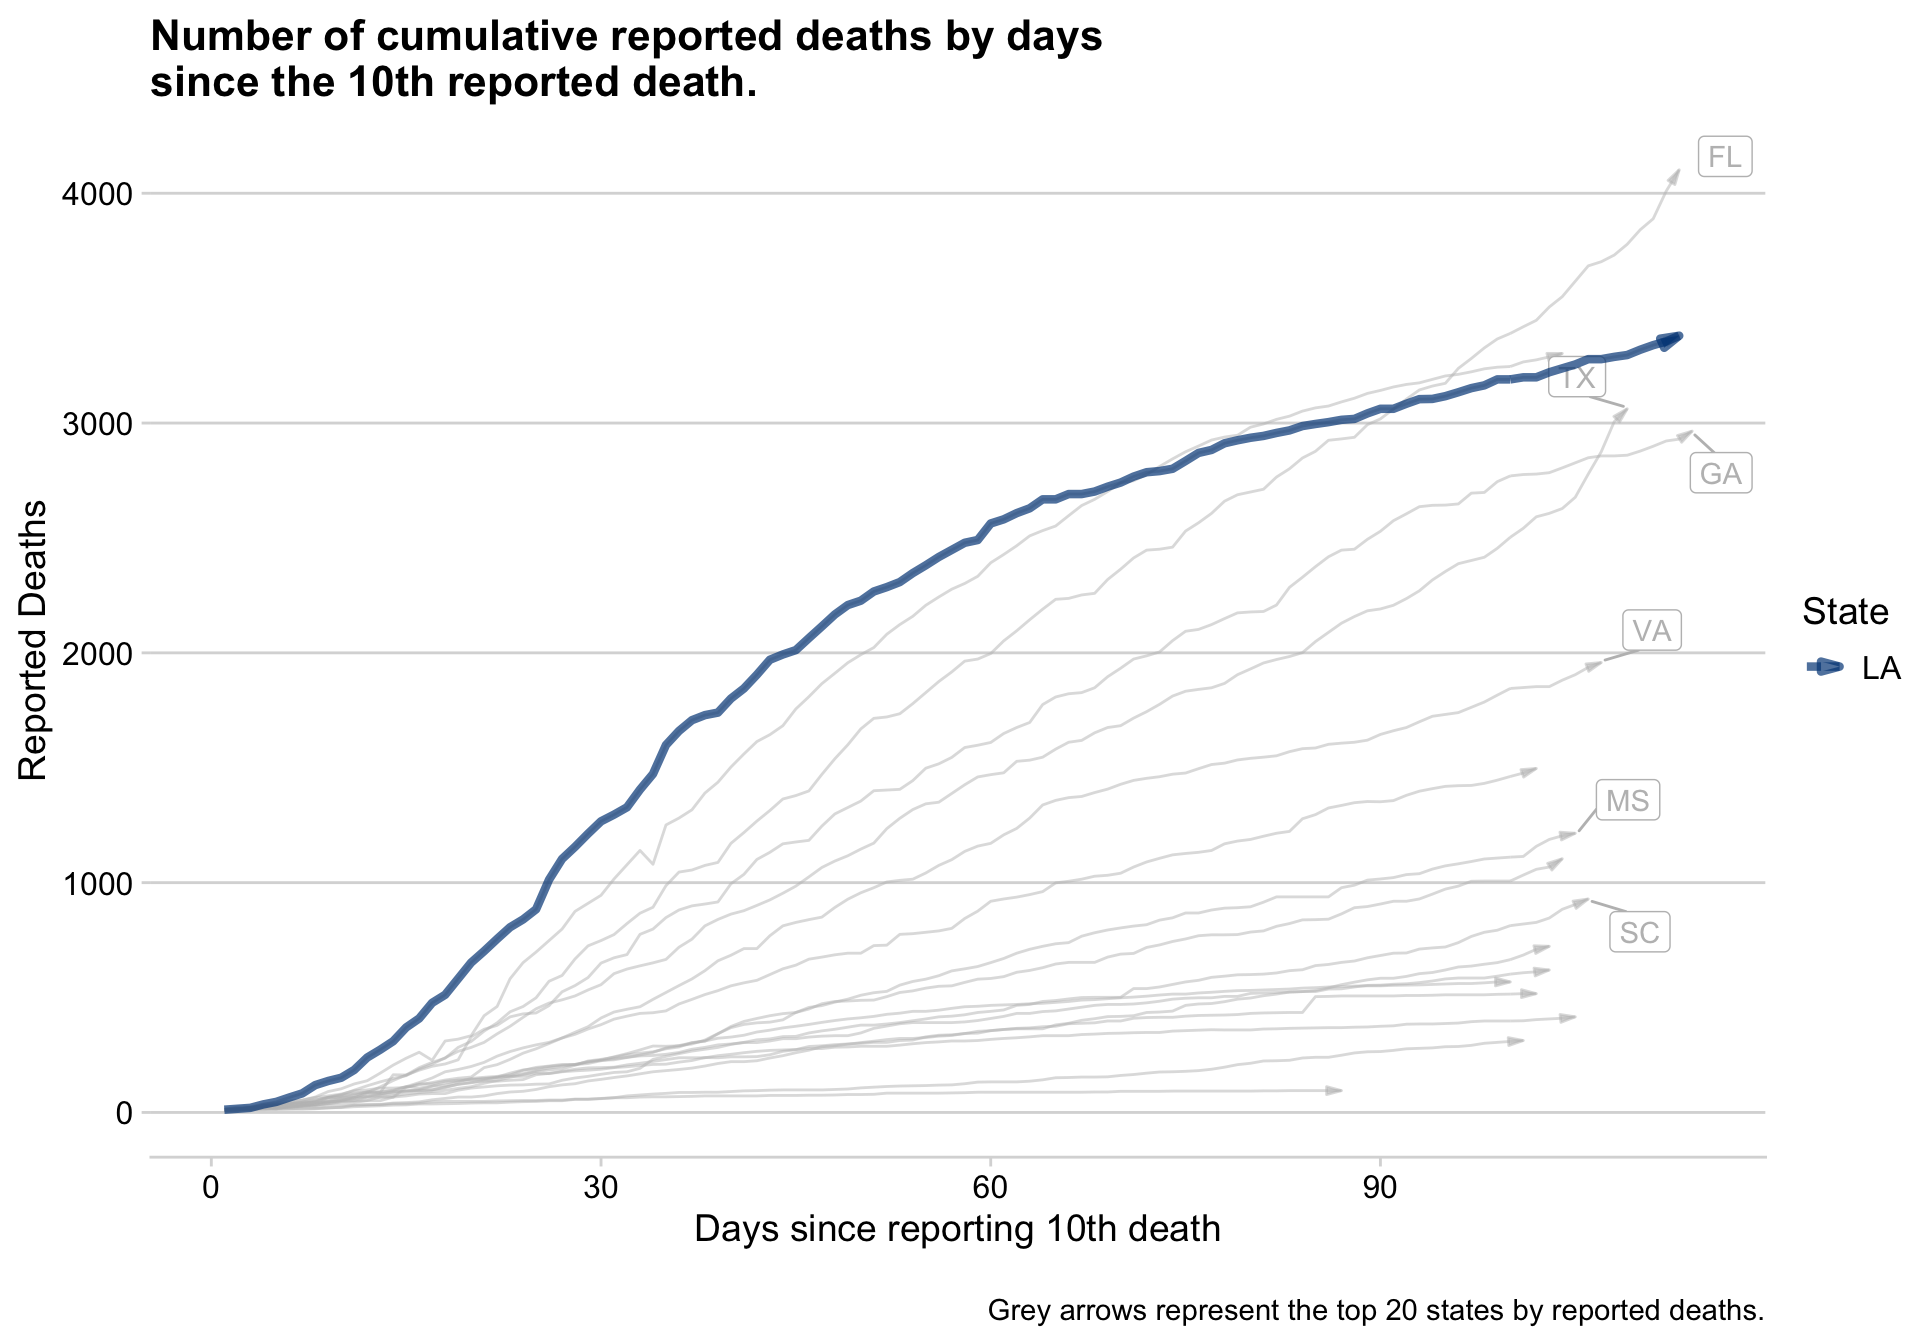 Number of cumulative reported deaths by days
since the 10th reported death.
FL
4000
TX
3000
GA
VA
2000
MS
1000
SC
0
Reported Deaths
State
LA
0 30 60 90
Days since reporting 10th death
Grey arrows represent the top 20 states by reported deaths.